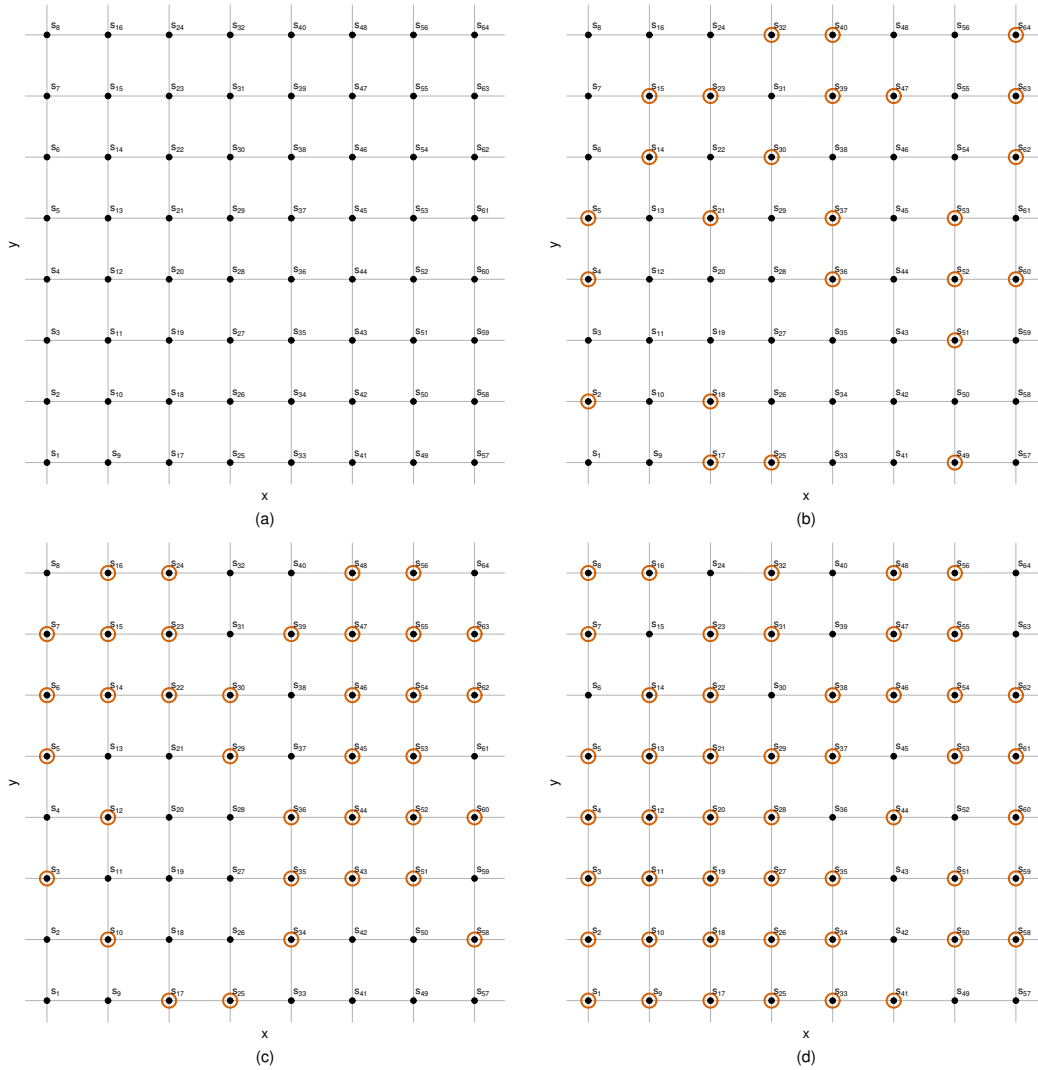 s8 s16 s24 s32 s40 s48 s56 s64
s7 s15 s23 s31 s39 s47 s55 s63
s6 s14 s22 s30 s38 s46 s54 s62
s5 s13 s21 s29 s37 s45 s53 s61
y
s4 s12 s20 s28 s36 s44 s52 s60
s3 s11 s19 s27 s35 s43 s51 s59
s2 s10 s18 s26 s34 s42 s50 s58
s1 s9 s17 s25 s33 s41 s49 s57
x
(a)
s8 s16 s24 s32 s40 s48 s56 s64
s7 s15 s23 s31 s39 s47 s55 s63
s6 s14 s22 s30 s38 s46 s54 s62
s5 s13 s21 s29 s37 s45 s53 s61
y
s4 s12 s20 s28 s36 s44 s52 s60
s3 s11 s19 s27 s35 s43 s51 s59
s2 s10 s18 s26 s34 s42 s50 s58
s1 s9 s17 s25 s33 s41 s49 s57
x
(b)
s8 s16 s24 s32 s40 s48 s56 s64
s7 s15 s23 s31 s39 s47 s55 s63
s6 s14 s22 s30 s38 s46 s54 s62
s5 s13 s21 s29 s37 s45 s53 s61
y
s4 s12 s20 s28 s36 s44 s52 s60
s3 s11 s19 s27 s35 s43 s51 s59
s2 s10 s18 s26 s34 s42 s50 s58
s1 s9 s17 s25 s33 s41 s49 s57
x
(c)
s8 s16 s24 s32 s40 s48 s56 s64
s7 s15 s23 s31 s39 s47 s55 s63
s6 s14 s22 s30 s38 s46 s54 s62
s5 s13 s21 s29 s37 s45 s53 s61
y
s4 s12 s20 s28 s36 s44 s52 s60
s3 s11 s19 s27 s35 s43 s51 s59
s2 s10 s18 s26 s34 s42 s50 s58
s1 s9 s17 s25 s33 s41 s49 s57
x
(d)